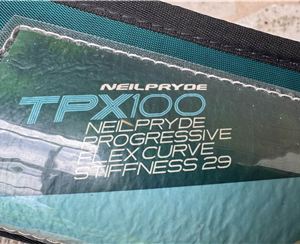 NEILPRYDE
TPX100
NEILPRYDE
PROGRESSIVE
FLEX CURVE
STIFFNESS 29